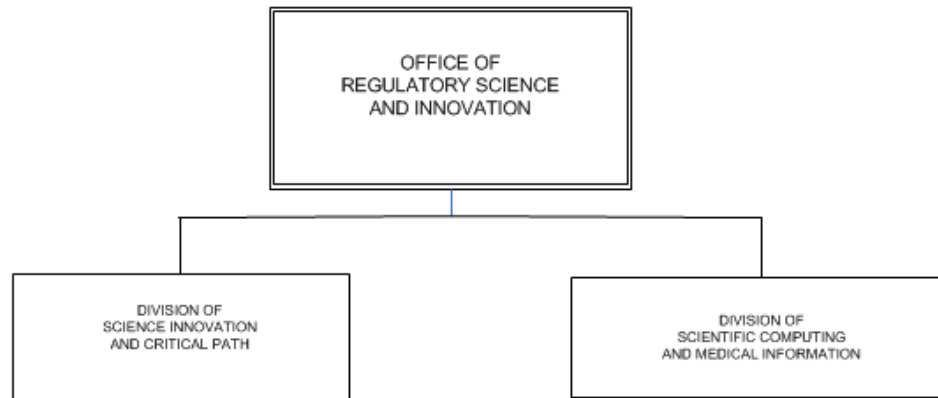 OFFICE OF
REGULATORY SCIENCE
AND INNOVATION
DIVISION OF
SCIENCE INNOVATION
AND CRITICAL PATH
DIVISION OF
SCIENTIFIC COMPUTING
AND MEDICAL INFORMATION